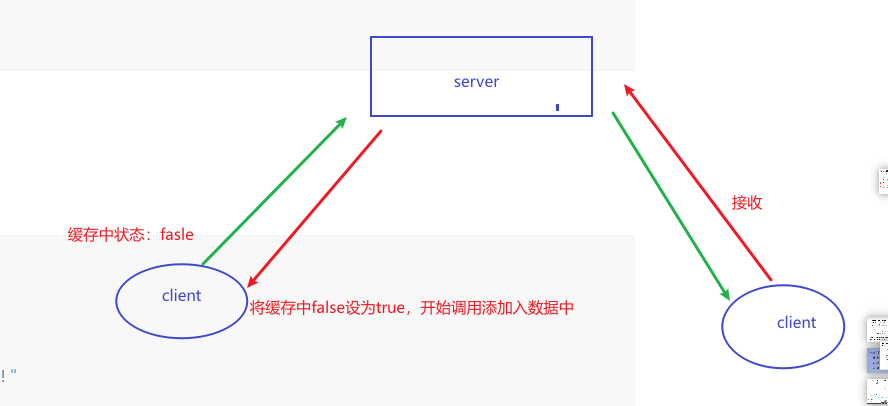 server
接收
缓存中状态：fasle
client
将缓存中false设为true，开始调用添加入数据中
client
!"